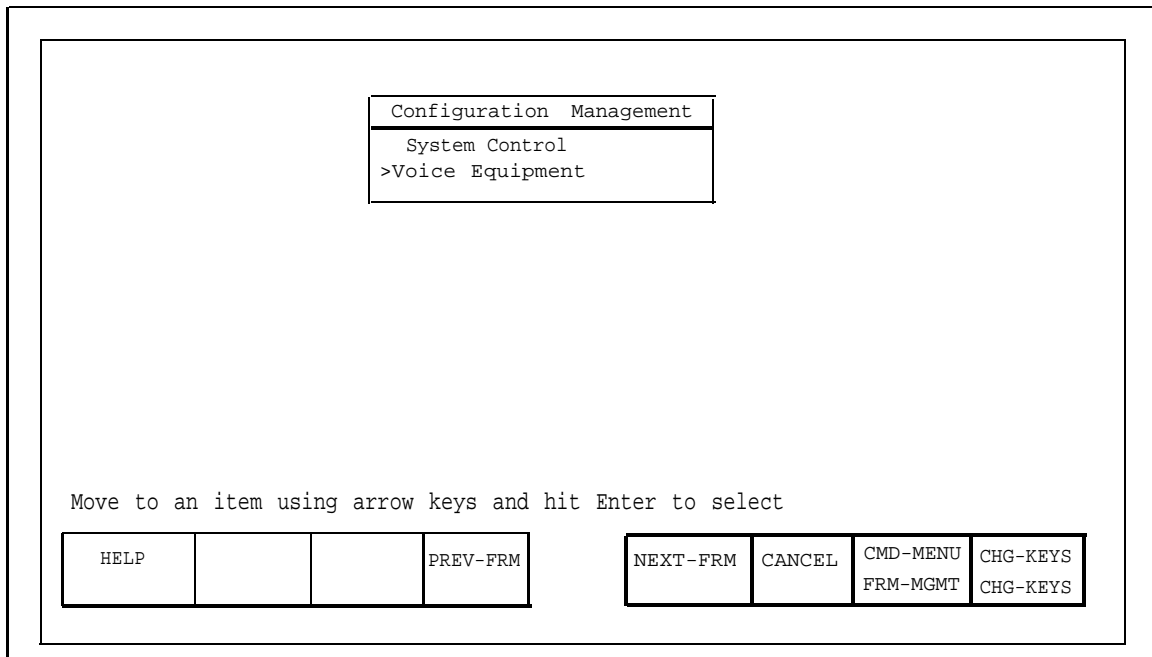 Configuration Management
System Control
>Voice Equipment
Move to an item using arrow keys and hit Enter to select
HELP PREV-FRM NEXT-FRM CANCEL CMD-MENU CHG-KEYS
FRM-MGMT CHG-KEYS